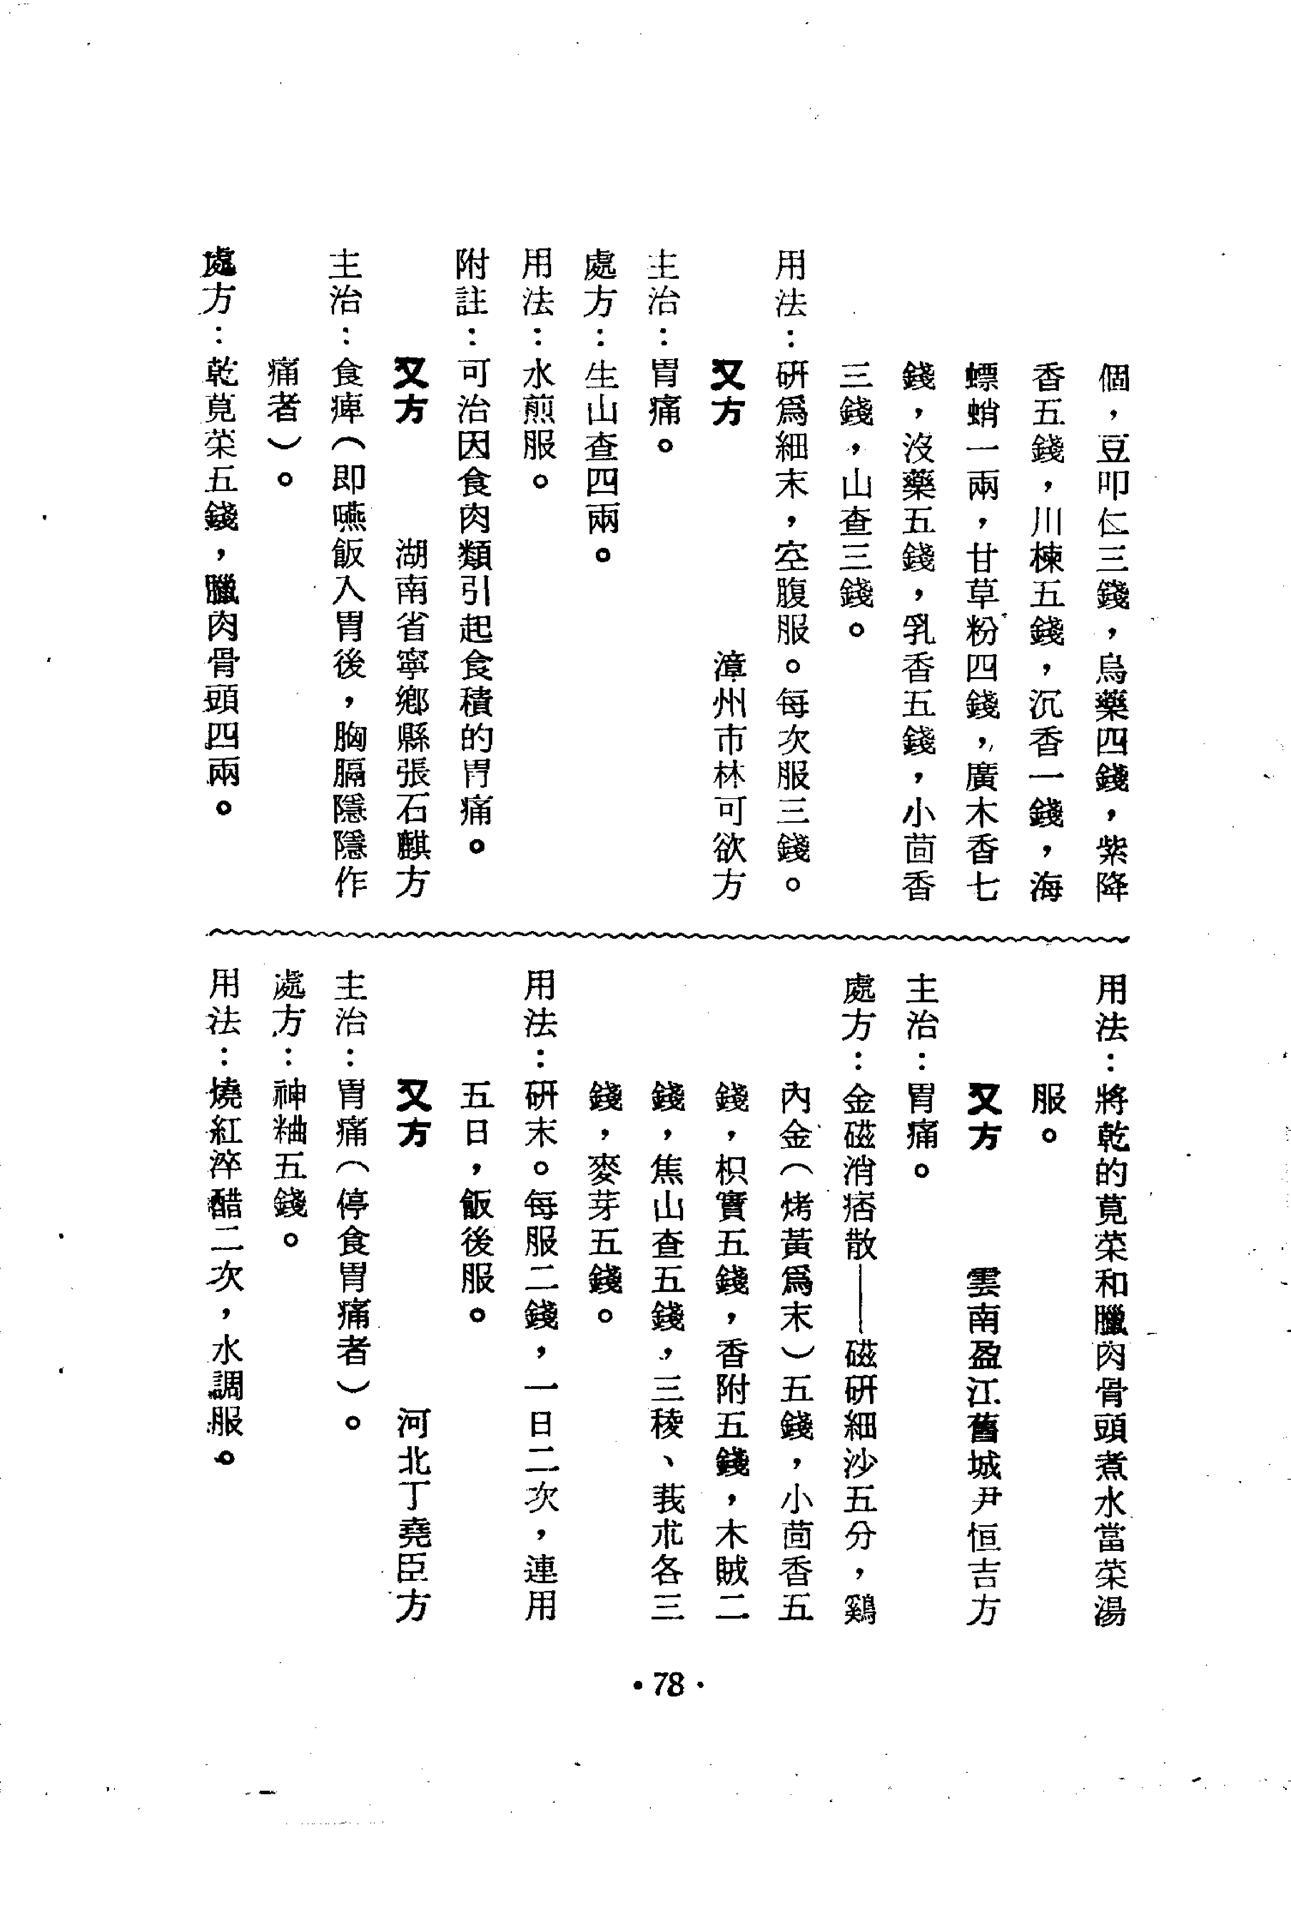 個，豆叩仁三錢，烏藥四錢，紫降
香五錢，川楝五錢，沉香一錢，海
螵蛸一兩，甘草粉四錢，廣木香七
錢，沒藥五錢，乳香五錢，小茴香
三錢，山查三錢。
用法：研爲細末，空腹服。每次服三錢。
又方　漳州市林可欲方
主治：胃痛。
處方：生山查四兩。
用法：水煎服。
附註：可治因食肉類引起食積的胃痛。
又方　湖南省寧鄉縣張石麒方
主治：食痺（即嚥飯入胃後，胸膈隱隱作
痛者）。
處方：乾莧菜五錢，臘肉骨頭四兩。
用法：將乾的莧菜和臘肉骨頭煮水當菜湯
服。
又方　雲南盈江舊城尹恒吉方
主治：胃痛。
處方：金磁消痞散——磁研細沙五分，鷄
內金（烤黃爲末）五錢，小茴香五
錢，枳實五錢，香附五錢，木賊二
錢，焦山查五錢，三稜、莪朮各三
錢，麥芽五錢。
用法：研末。每服二錢，一日二次，連用
五日，飯後服。
又方　河北丁堯臣方
主治：胃痛（停食胃痛者）。
處方：神粬五錢。
用法：燒紅淬醋二次，水調服。
•78•